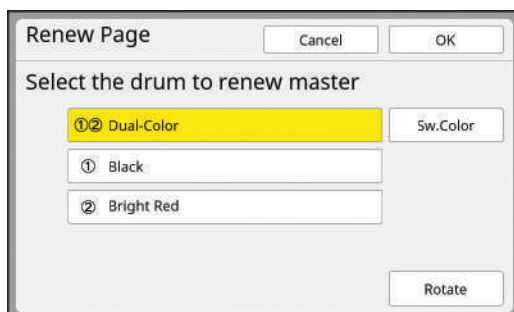 Renew Page Cancel OK
Select the drum to renew master
①② Dual-Color Sw.Color
① Black
② Bright Red
Rotate